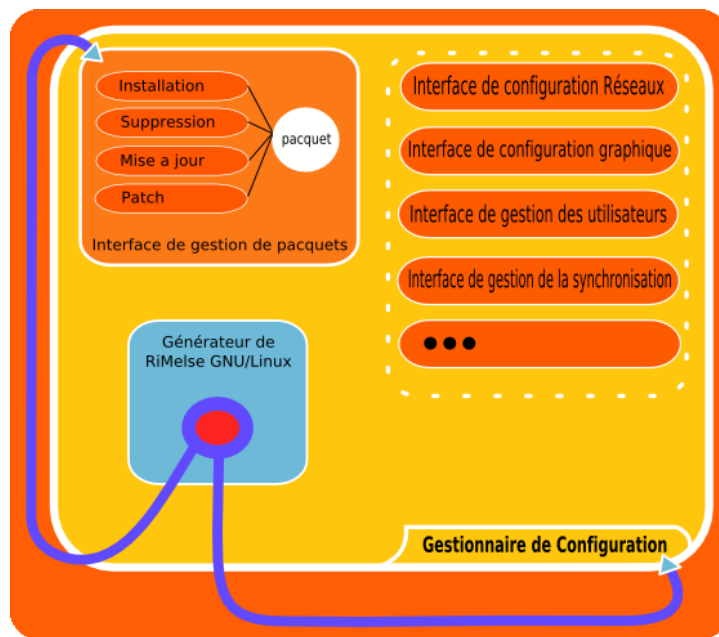 Installation
Suppression
Mise a jour
Patch
pacquet
Interface de gestion de pacquets
Interface de configuration Réseaux
Interface de configuration graphique
Interface de gestion des utilisateurs
Interface de gestion de la synchronisation
Générateur de
RiMelse GNU/Linux
Gestionnaire de Configuration